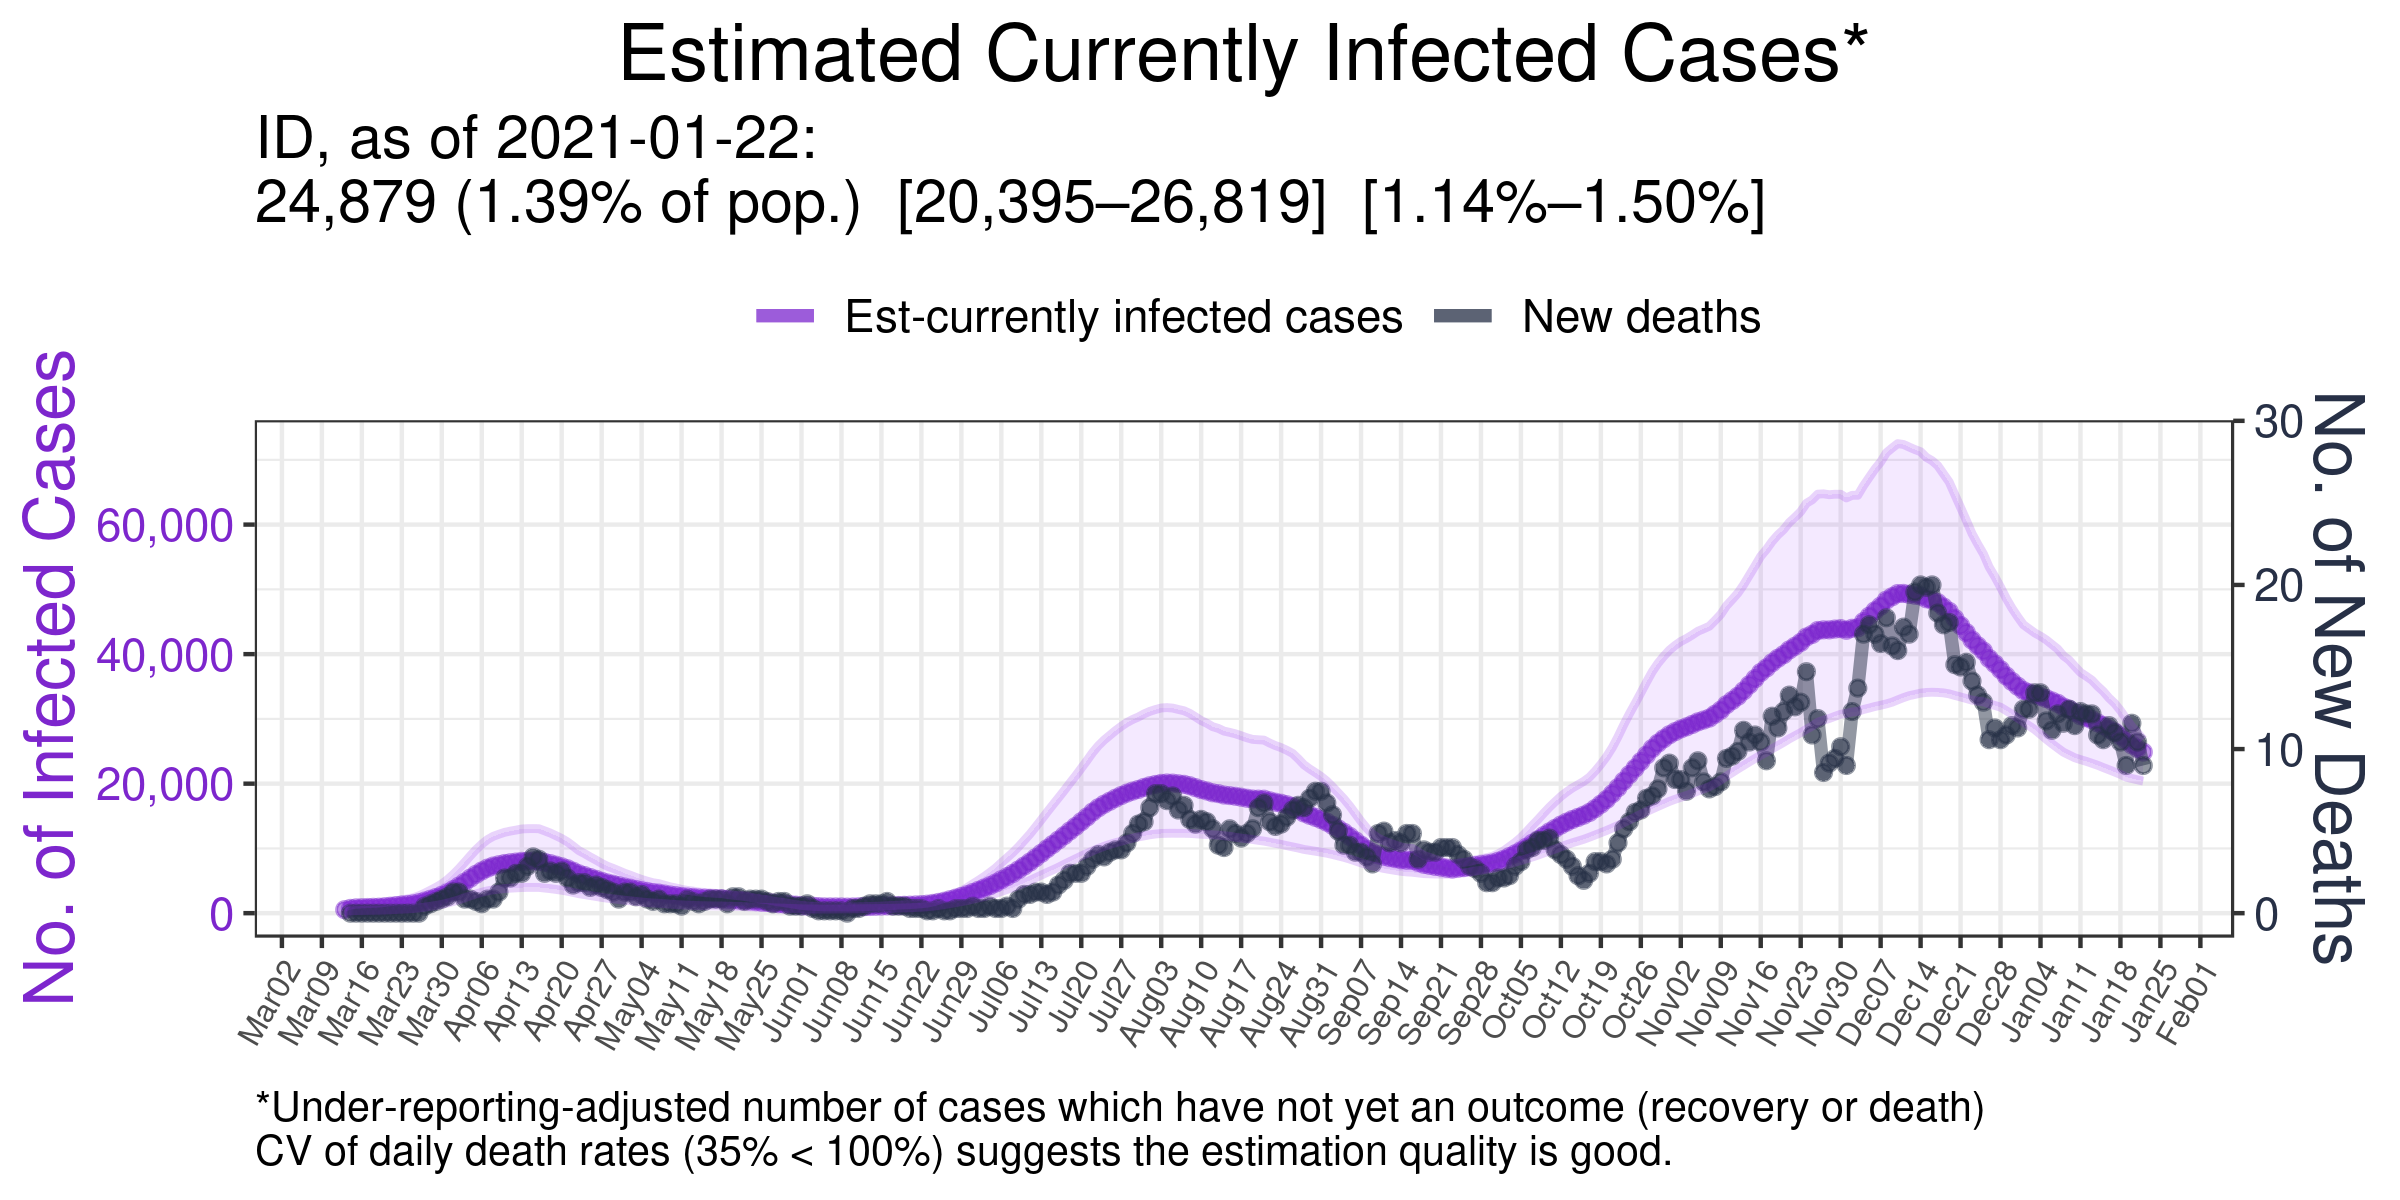 Estimated Currently Infected Cases*
ID, as of 2021-01-22:
24,879 (1.39% of pop.) [20,395–26,819] [1.14%–1.50%]
Est-currently infected cases
New deaths
No. of Infected Cases
60,000
40,000
20,000
0
30
20
10
0
No. of New Deaths
Mar02
Mar09
Mar16
Mar23
Mar30
Apr06
Apr13
Apr20
Apr27
May04
May11
May18
May25
Jun01
Jun08
Jun15
Jun22
Jun29
Jul06
Jul13
Jul20
Jul27
Aug03
Aug10
Aug17
Aug24
Aug31
Sep07
Sep14
Sep21
Sep28
Oct05
Oct12
Oct19
Oct26
Nov02
Nov09
Nov16
Nov23
Nov30
Dec07
Dec14
Dec21
Dec28
Jan04
Jan11
Jan18
Jan25
Feb01
*Under-reporting-adjusted number of cases which have not yet an outcome (recovery or death)
CV of daily death rates (35% < 100%) suggests the estimation quality is good.